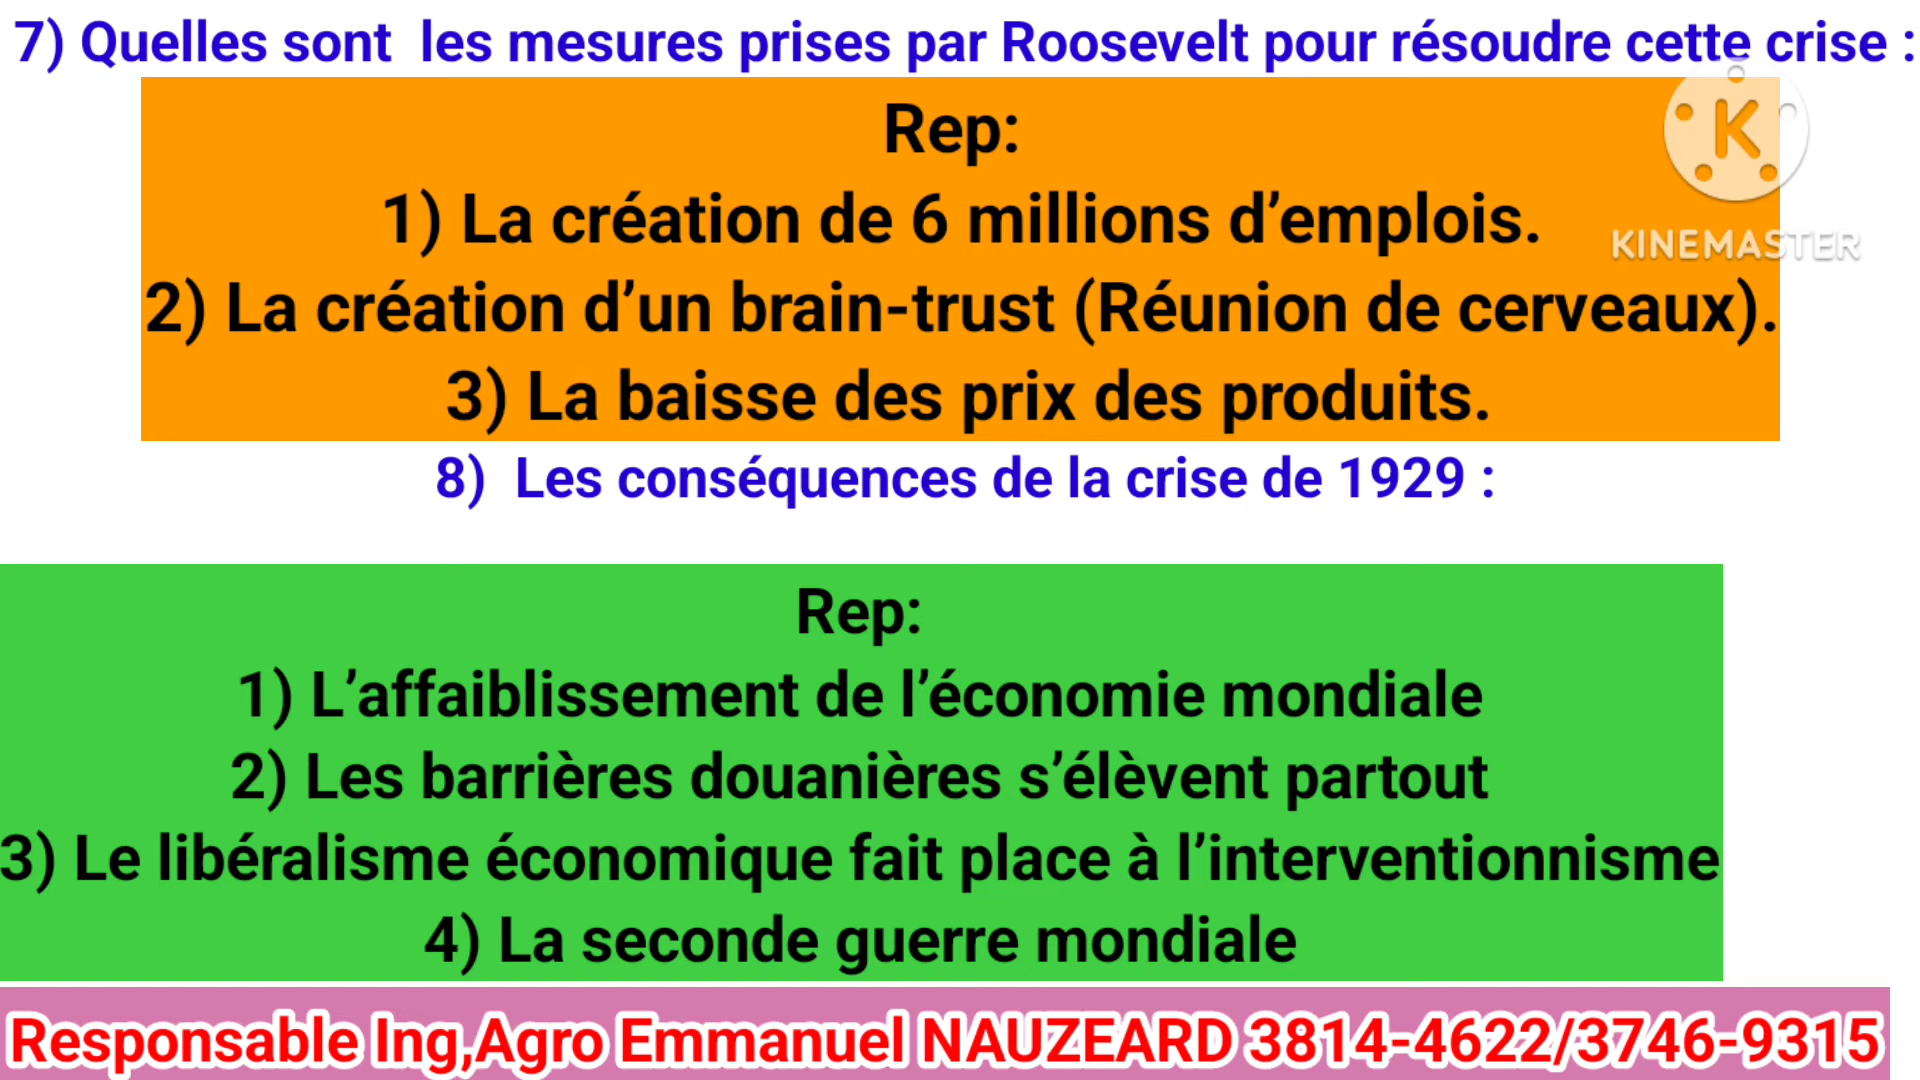 7) Quelles sont les mesures prises par Roosevelt pour résoudre cette crise :
Rep:
K
1) La création de 6 millions d’emplois.
KINEMASTER
2) La création d’un brain-trust (Réunion de cerveaux).
3) La baisse des prix des produits.
8) Les conséquences de la crise de 1929 :
Rep:
1) L’affaiblissement de l’économie mondiale
2) Les barrières douanières s’élèvent partout
3) Le libéralisme économique fait place à l’interventionnisme
4) La seconde guerre mondiale
Responsable Ing,Agro Emmanuel NAUZEARD 3814-4622/3746-9315